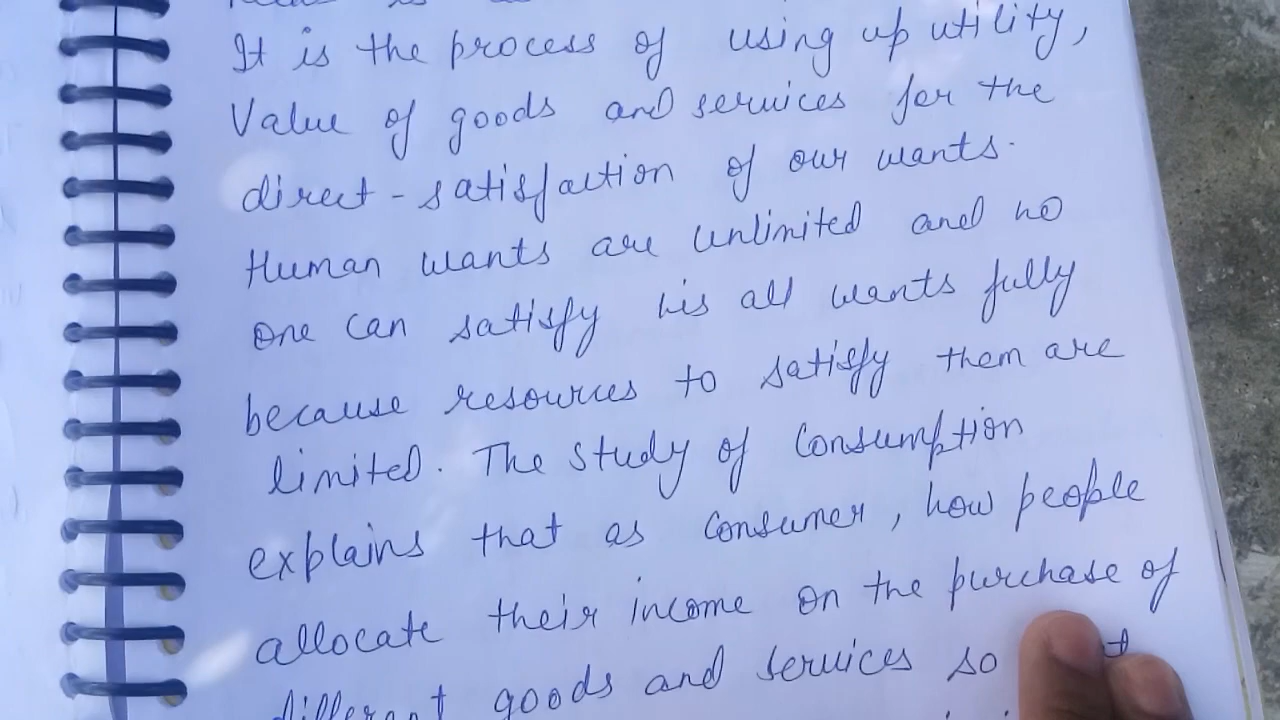 It is the process of using up utility,
Value of goods and services for the
direct - satisfaction of our wants.
Human wants are unlimited and no
one can satisfy his all wants fully
because resources to satisfy them are
limited. The study of Consumption
explains that as Consumer, how people
allocate their income on the purchase of
different goods and services so